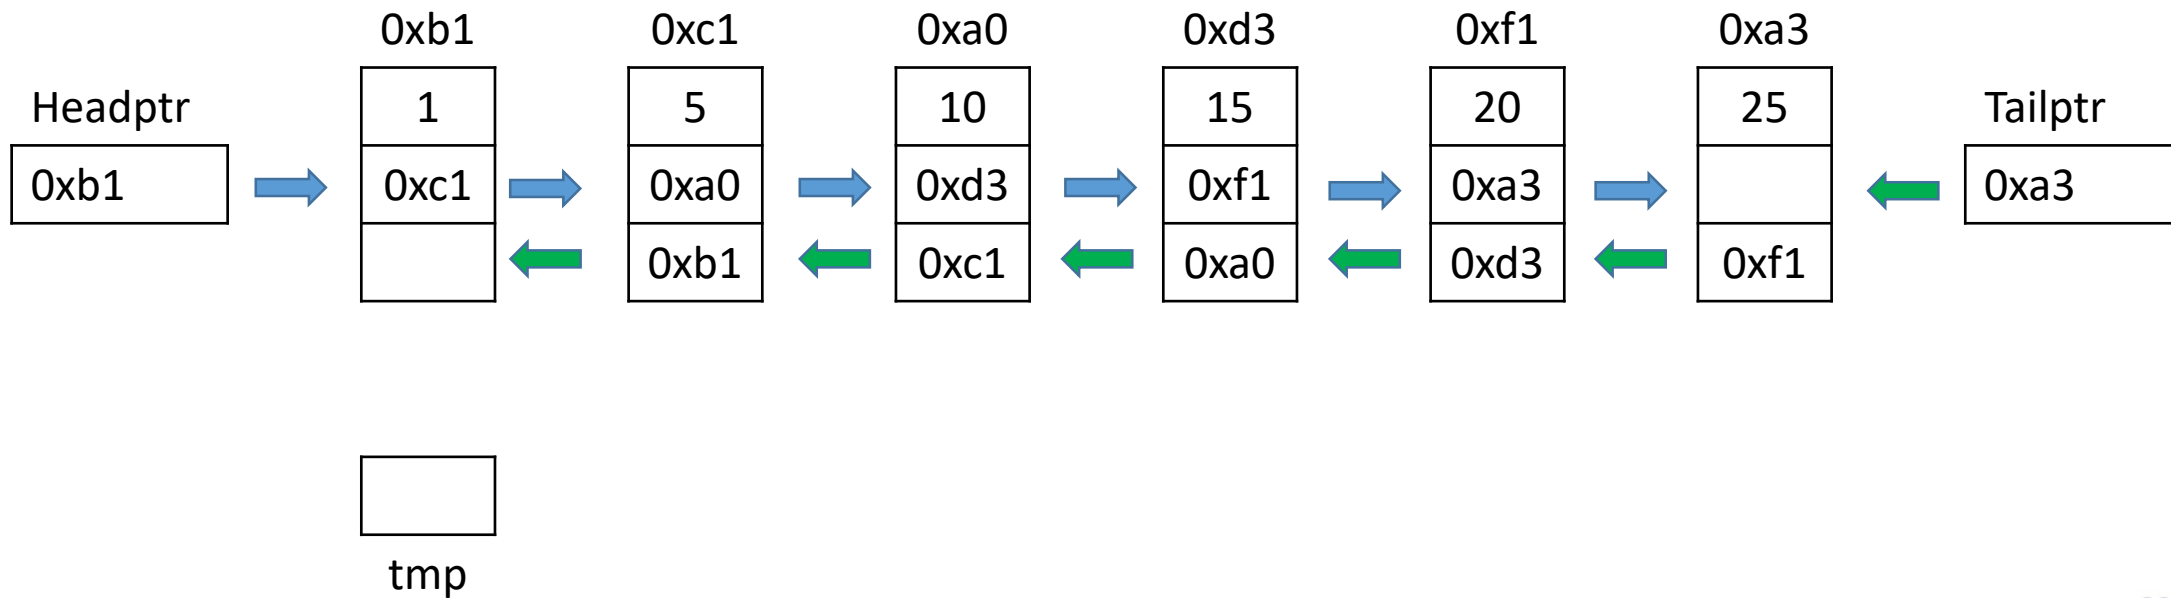 0xb1 0xc1 0xa0 0xd3 0xf1 0xa3
Headptr 1 5 10 15 20 25 Tailptr
0xb1 0xc1 0xa0 0xd3 0xf1 0xa3 0xa3
0xb1 0xc1 0xa0 0xd3 0xf1
tmp